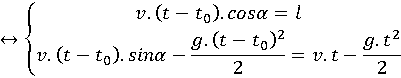 ↔ { v.(t − t₀).cosα = l
v.(t − t₀).sinα − g.(t − t₀)²/2 = v.t − g.t²/2